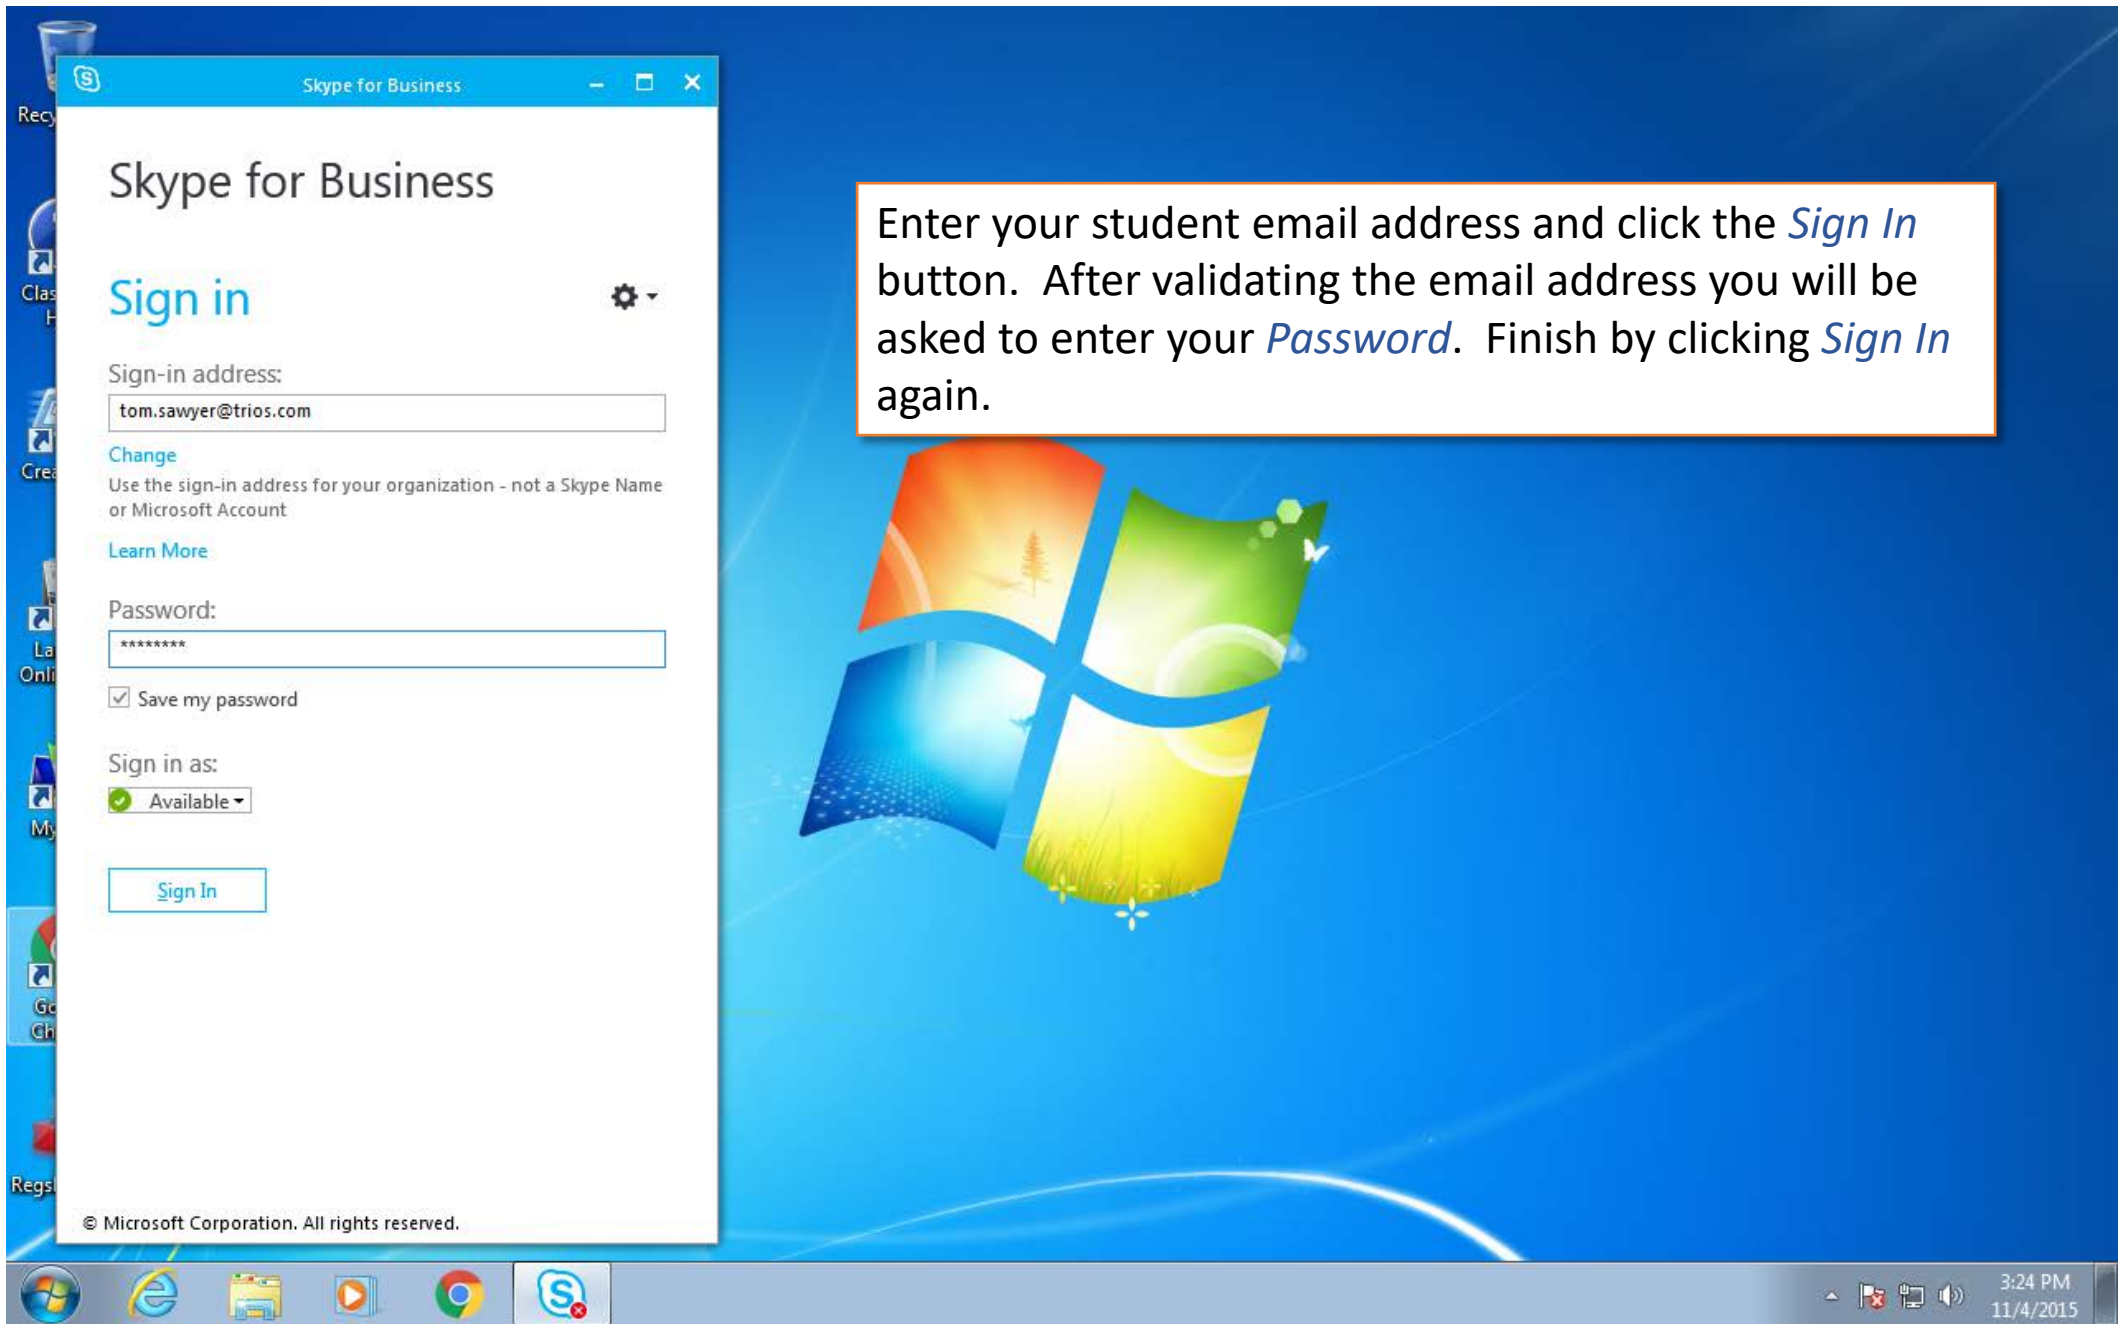 Skype for Business
Skype for Business
Sign in
Sign-in address:
tom.sawyer@trios.com
Change
Use the sign-in address for your organization - not a Skype Name
or Microsoft Account
Learn More
Password:
********
Save my password
Sign in as:
Available
Sign In
© Microsoft Corporation. All rights reserved.
Enter your student email address and click the Sign In
button.  After validating the email address you will be
asked to enter your Password.  Finish by clicking Sign In
again.
Recy
Clas
H
Crea
La
Onli
My
Go
Ch
Regsl
3:24 PM
11/4/2015